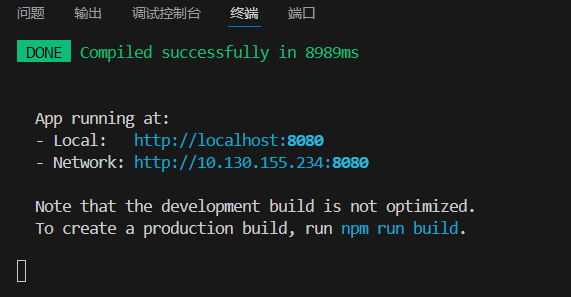 问题 输出 调试控制台 终端 端口
DONE Compiled successfully in 8989ms
App running at:
- Local: http://localhost:8080
- Network: http://10.130.155.234:8080
Note that the development build is not optimized.
To create a production build, run npm run build.